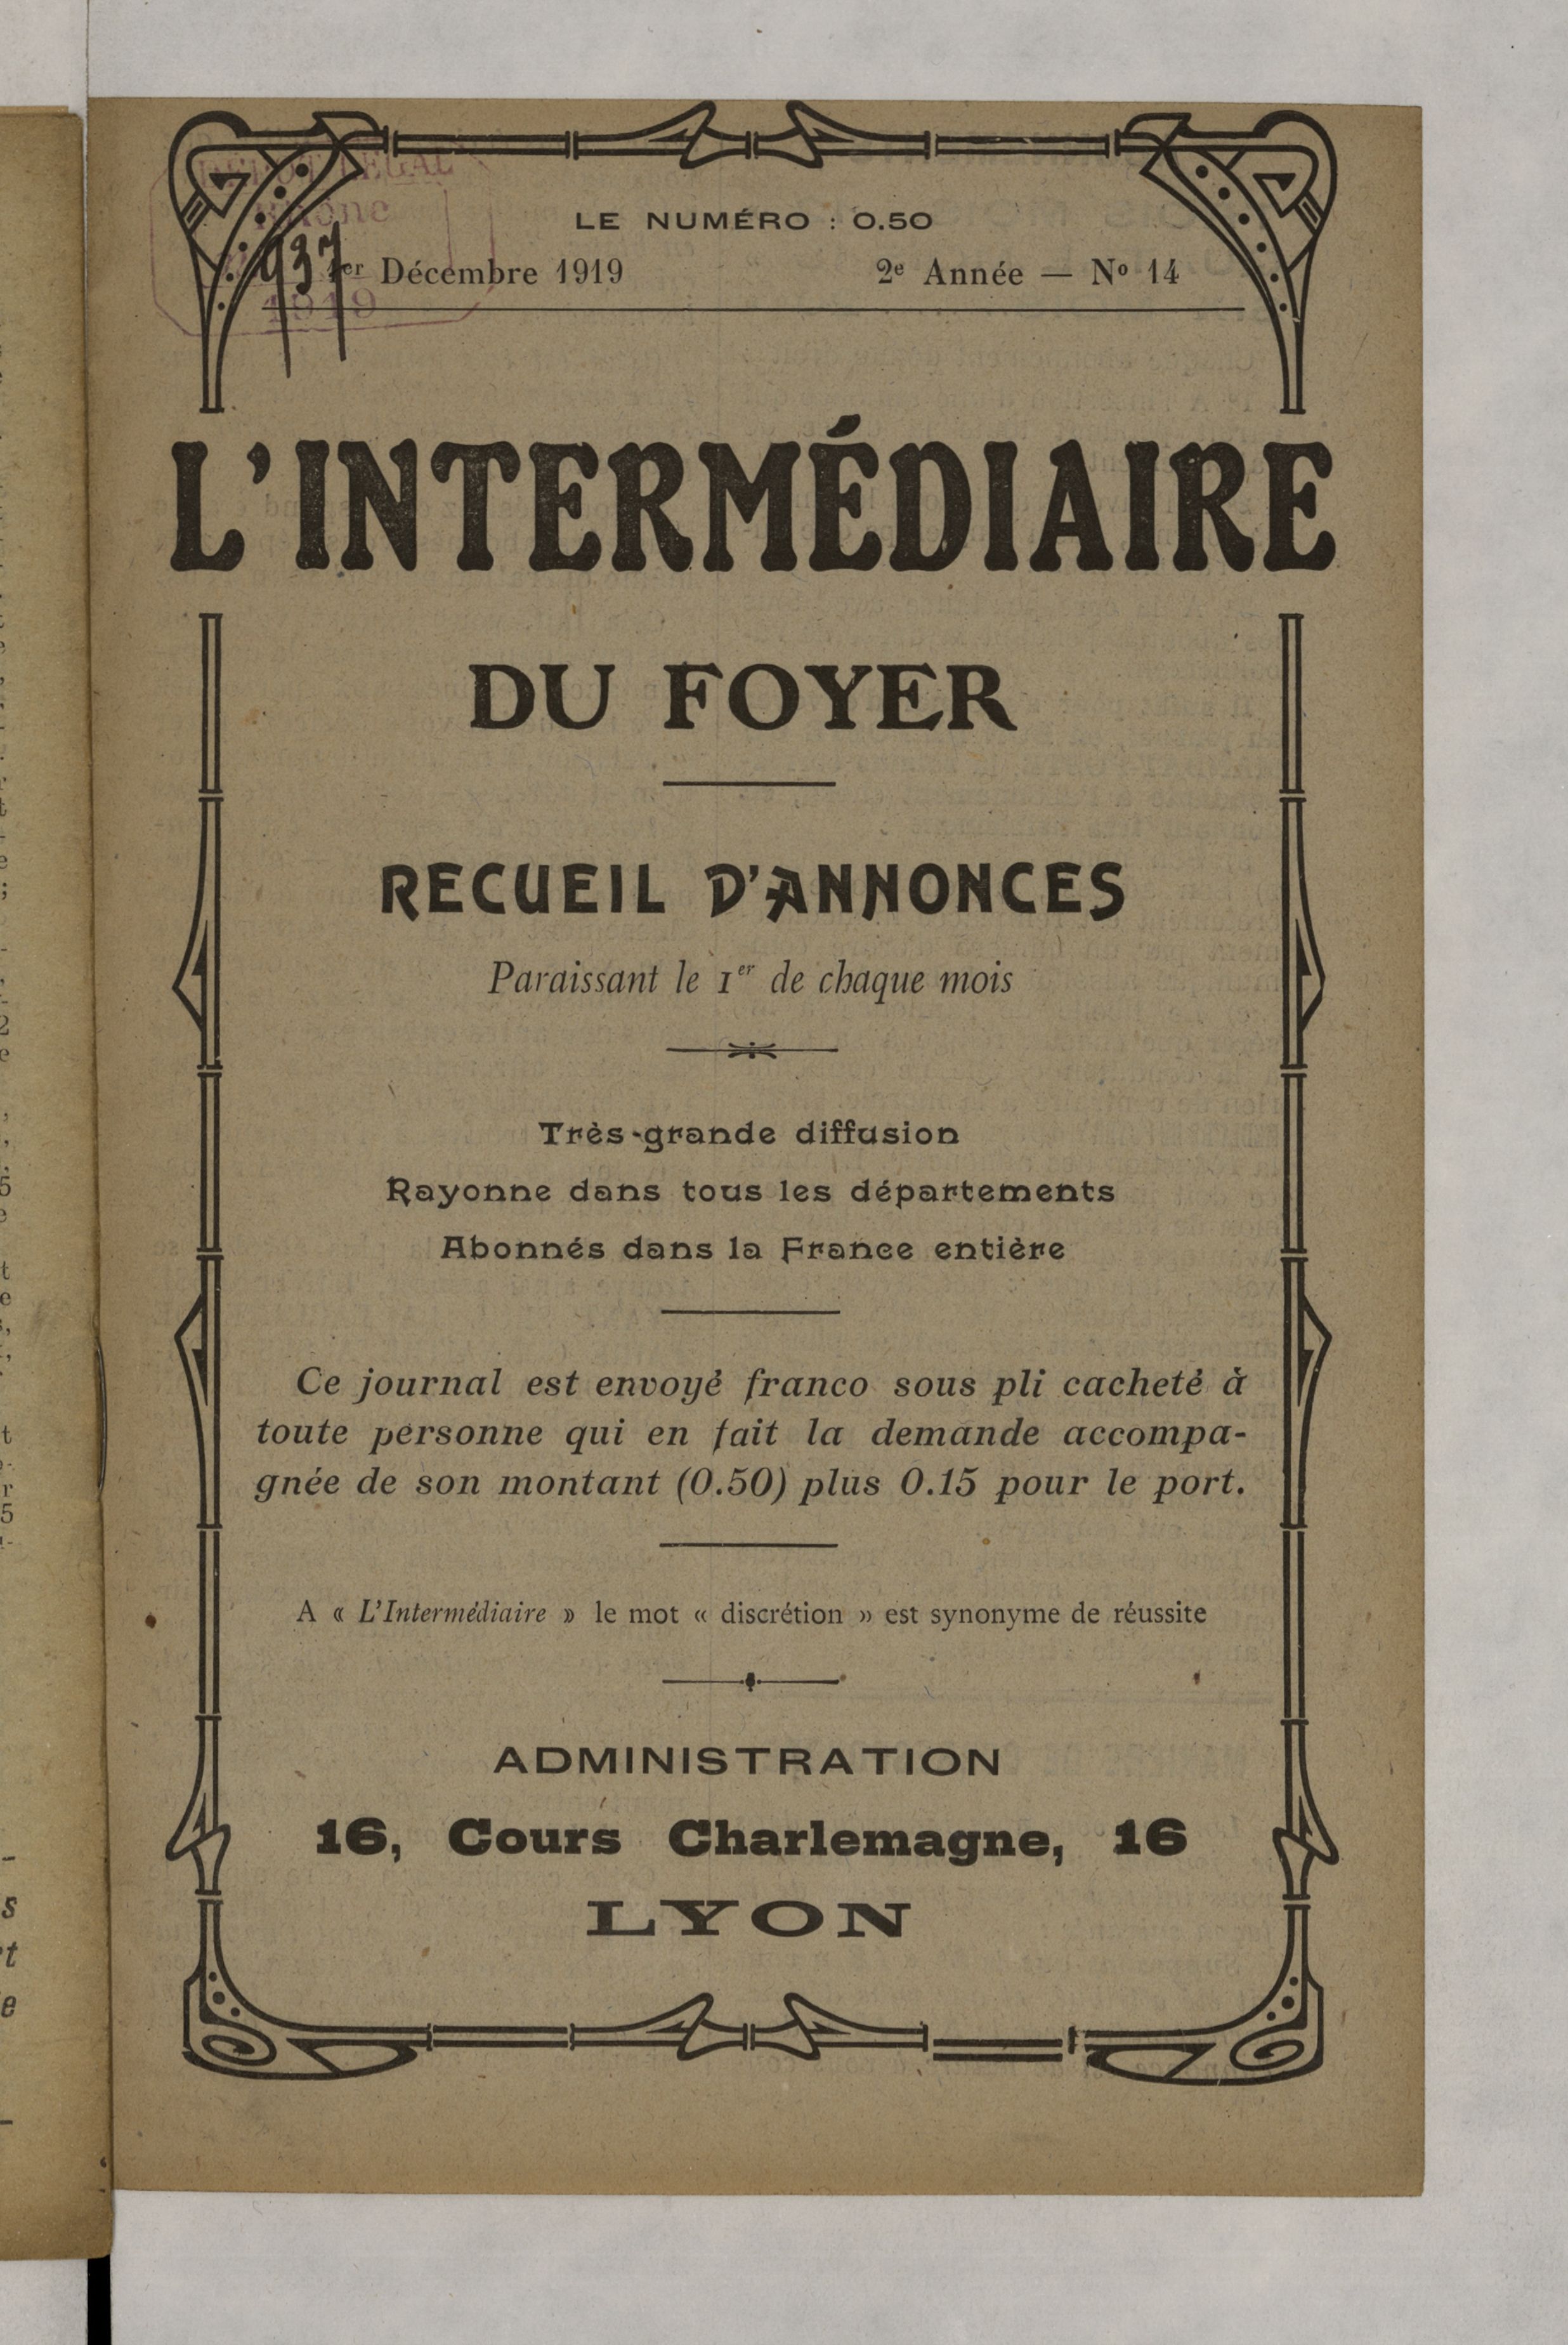 DÉPOT LÉGAL
Rhône
937
1919
LE NUMÉRO : 0.50
1er Décembre 1919
2e Année — No 14
L'INTERMÉDIAIRE
DU FOYER
RECUEIL D'ANNONCES
Paraissant le 1er de chaque mois
Très-grande diffusion
Rayonne dans tous les départements
Abonnés dans la France entière
Ce journal est envoyé franco sous pli cacheté à
toute personne qui en fait la demande accompa-
gnée de son montant (0.50) plus 0.15 pour le port.
A « L'Intermédiaire » le mot « discrétion » est synonyme de réussite
ADMINISTRATION
16, Cours Charlemagne, 16
LYON